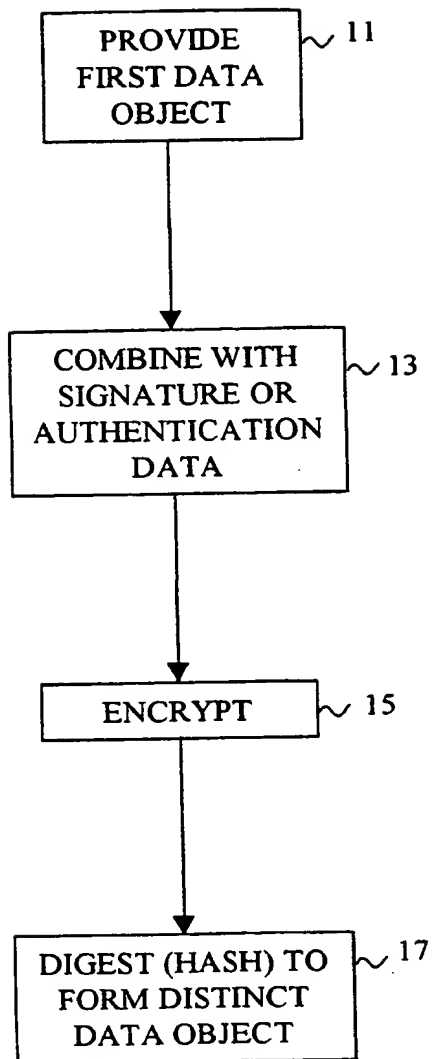 PROVIDE
FIRST DATA
OBJECT
11
COMBINE WITH
SIGNATURE OR
AUTHENTICATION
DATA
13
ENCRYPT
15
DIGEST (HASH) TO
FORM DISTINCT
DATA OBJECT
17